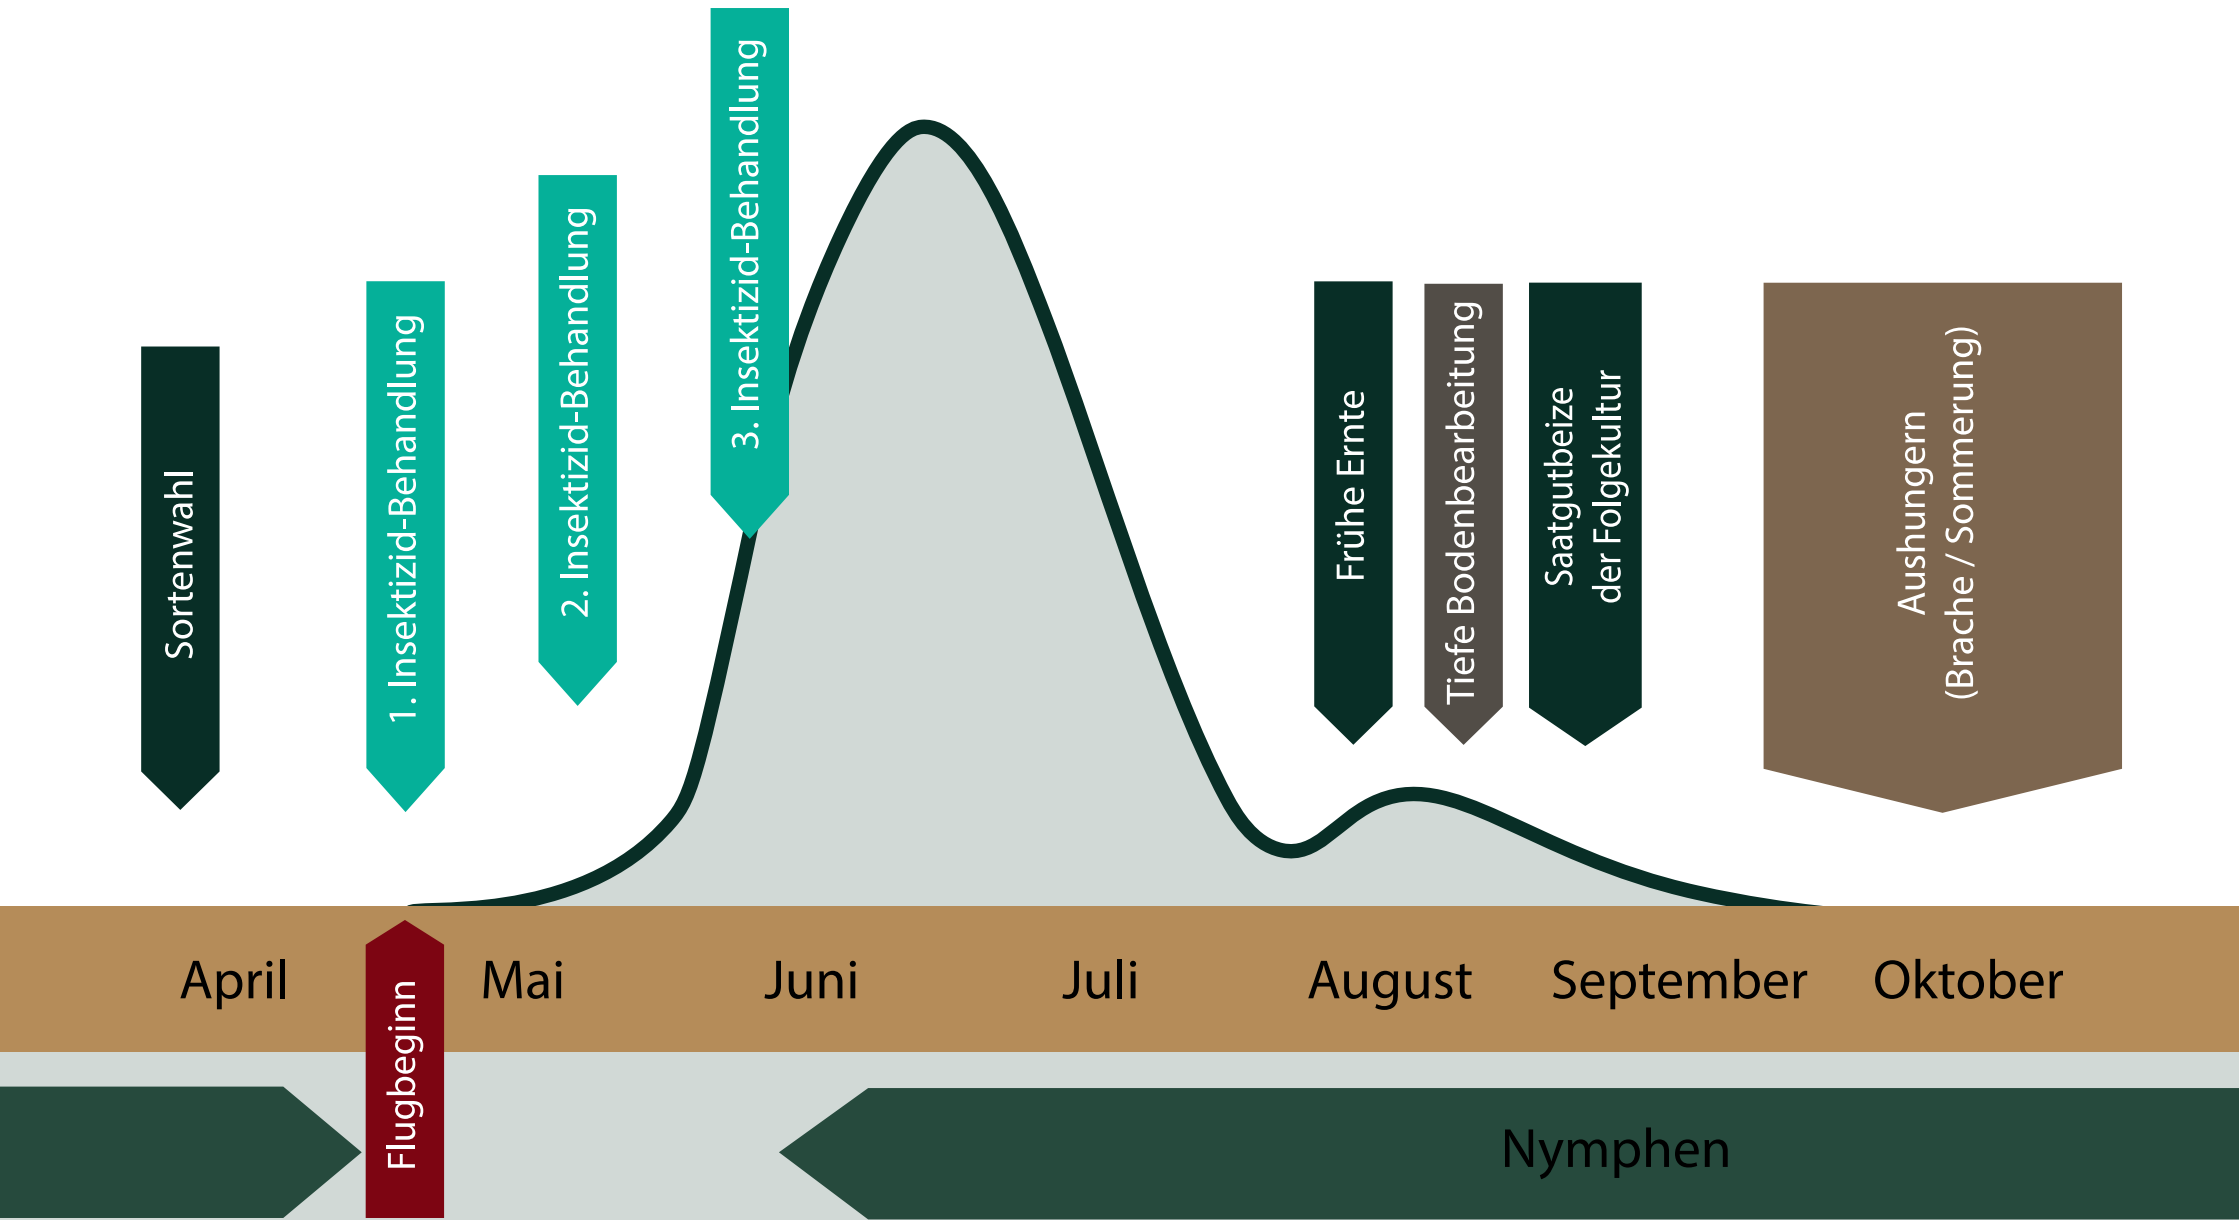 Sortenwahl
1. Insektizid-Behandlung
2. Insektizid-Behandlung
3. Insektizid-Behandlung
Frühe Ernte
Tiefe Bodenbearbeitung
Saatgutbeize
der Folgekultur
Aushungern
(Brache / Sommerung)
April
Mai
Juni
Juli
August
September
Oktober
Flugbeginn
Nymphen